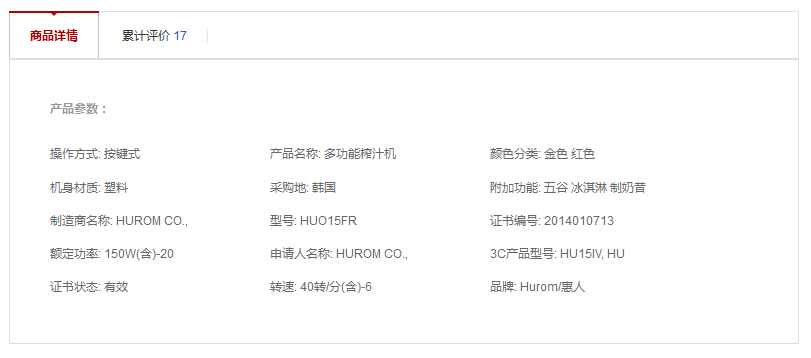 商品详情 累计评价 17
产品参数：
操作方式: 按键式 产品名称: 多功能榨汁机 颜色分类: 金色 红色
机身材质: 塑料 采购地: 韩国 附加功能: 五谷 冰淇淋 制奶昔
制造商名称: HUROM CO., 型号: HUO15FR 证书编号: 2014010713
额定功率: 150W(含)-20 申请人名称: HUROM CO., 3C产品型号: HU15IV, HU
证书状态: 有效 转速: 40转/分(含)-6 品牌: Hurom/惠人